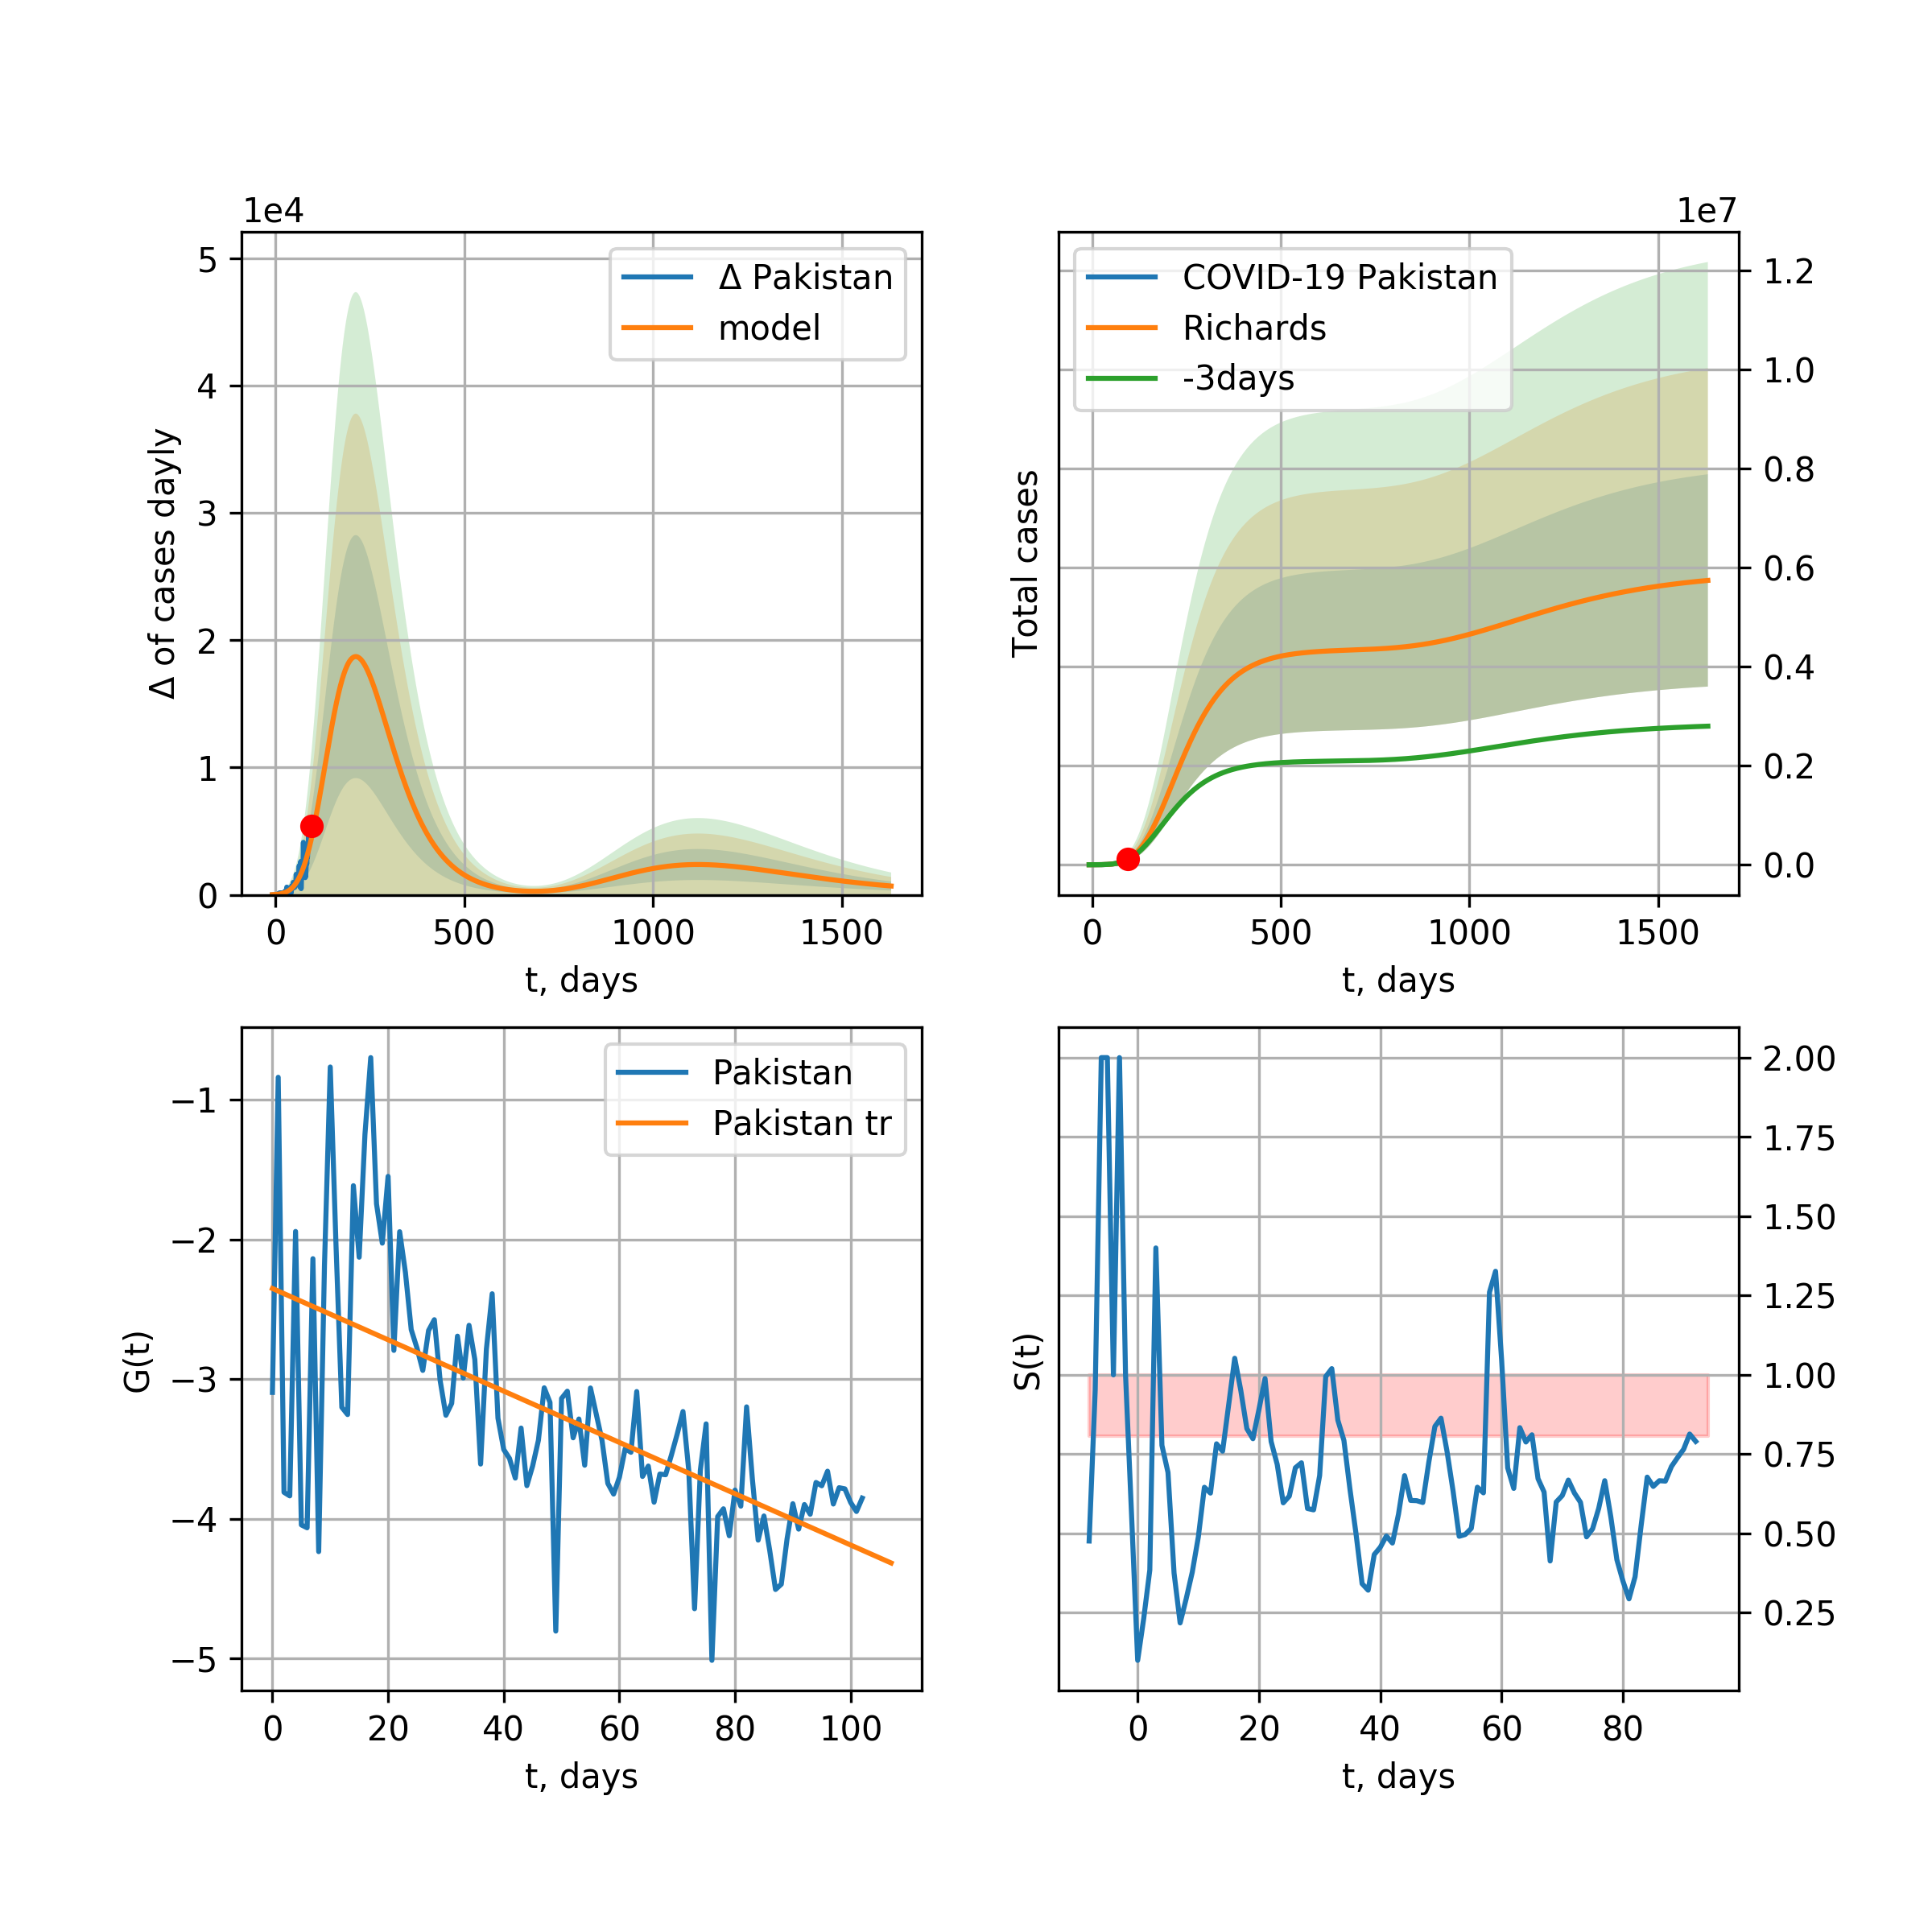 1e4
5
4
3
2
1
0
Δ of cases dayly
Δ Pakistan
model
0 500 1000 1500
t, days
1e7
COVID-19 Pakistan
Richards
-3days
Total cases
1.2
1.0
0.8
0.6
0.4
0.2
0.0
0 500 1000 1500
t, days
−1
−2
−3
−4
−5
G(t)
Pakistan
Pakistan tr
0 20 40 60 80 100
t, days
S(t)
2.00
1.75
1.50
1.25
1.00
0.75
0.50
0.25
0 20 40 60 80
t, days